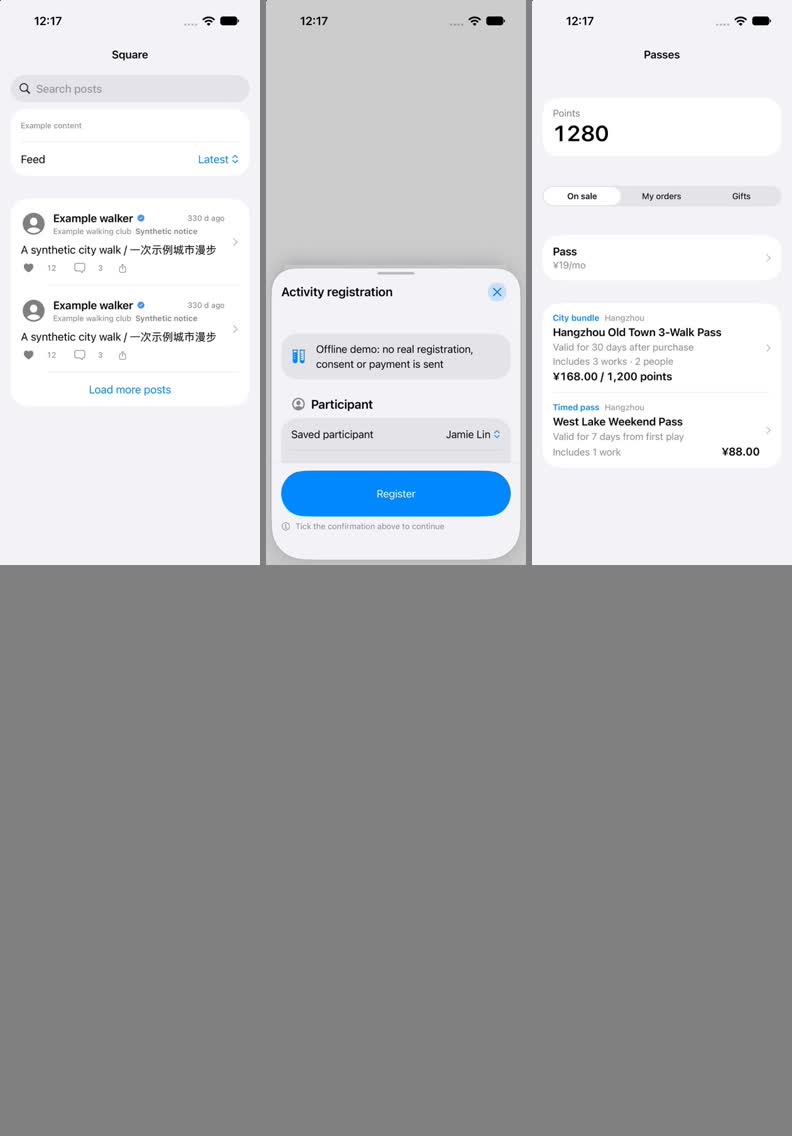 12:17
Square
Search posts
Example content
Feed
Latest
Example walker
330 d ago
Example walking club Synthetic notice
A synthetic city walk / 一次示例城市漫步
12
3
Example walker
330 d ago
Example walking club Synthetic notice
A synthetic city walk / 一次示例城市漫步
12
3
Load more posts
12:17
Activity registration
Offline demo: no real registration,
consent or payment is sent
Participant
Saved participant
Jamie Lin
Register
Tick the confirmation above to continue
12:17
Passes
Points
1280
On sale
My orders
Gifts
Pass
¥19/mo
City bundle Hangzhou
Hangzhou Old Town 3-Walk Pass
Valid for 30 days after purchase
Includes 3 works · 2 people
¥168.00 / 1,200 points
Timed pass Hangzhou
West Lake Weekend Pass
Valid for 7 days from first play
Includes 1 work
¥88.00